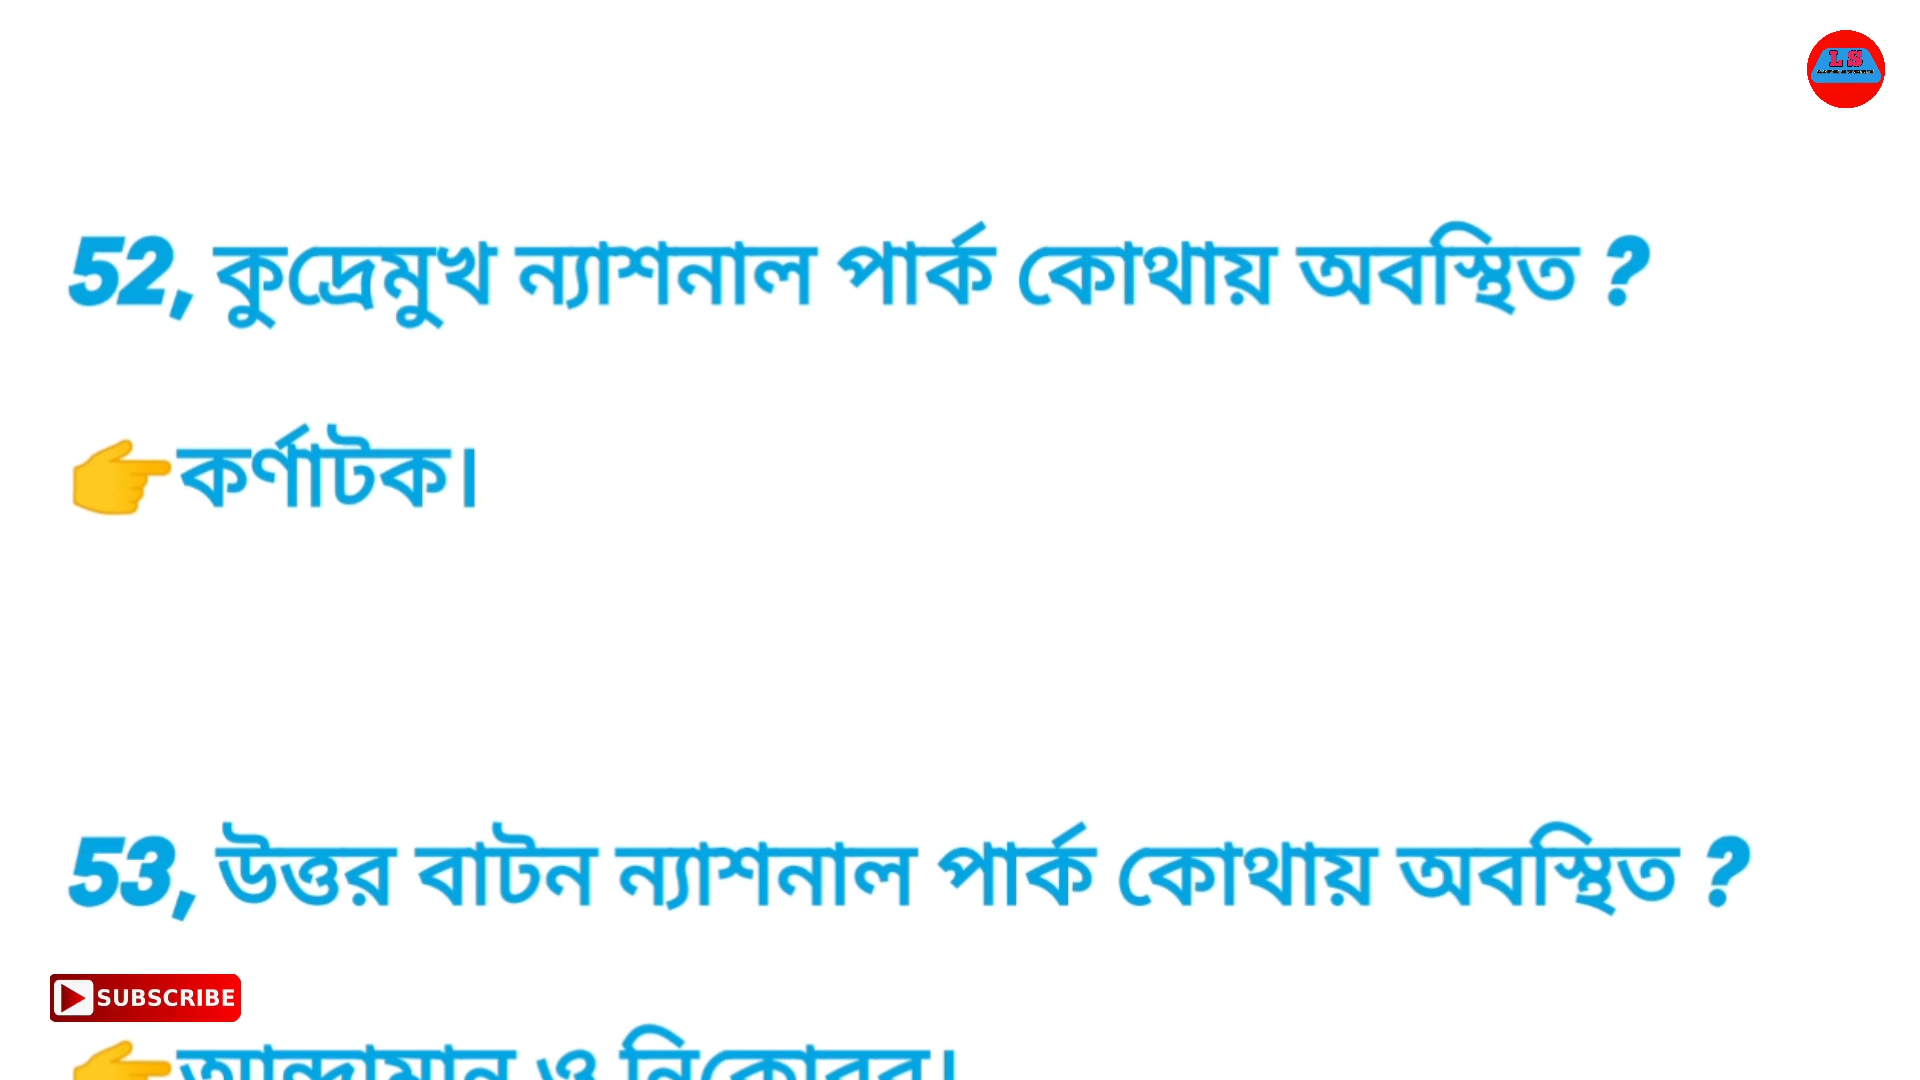 L S
52, কুদ্রেমুখ ন্যাশনাল পার্ক কোথায় অবস্থিত ?
👉কর্ণাটক।
53, উত্তর বাটন ন্যাশনাল পার্ক কোথায় অবস্থিত ?
SUBSCRIBE
👉আন্দামান ও নিকোবর।